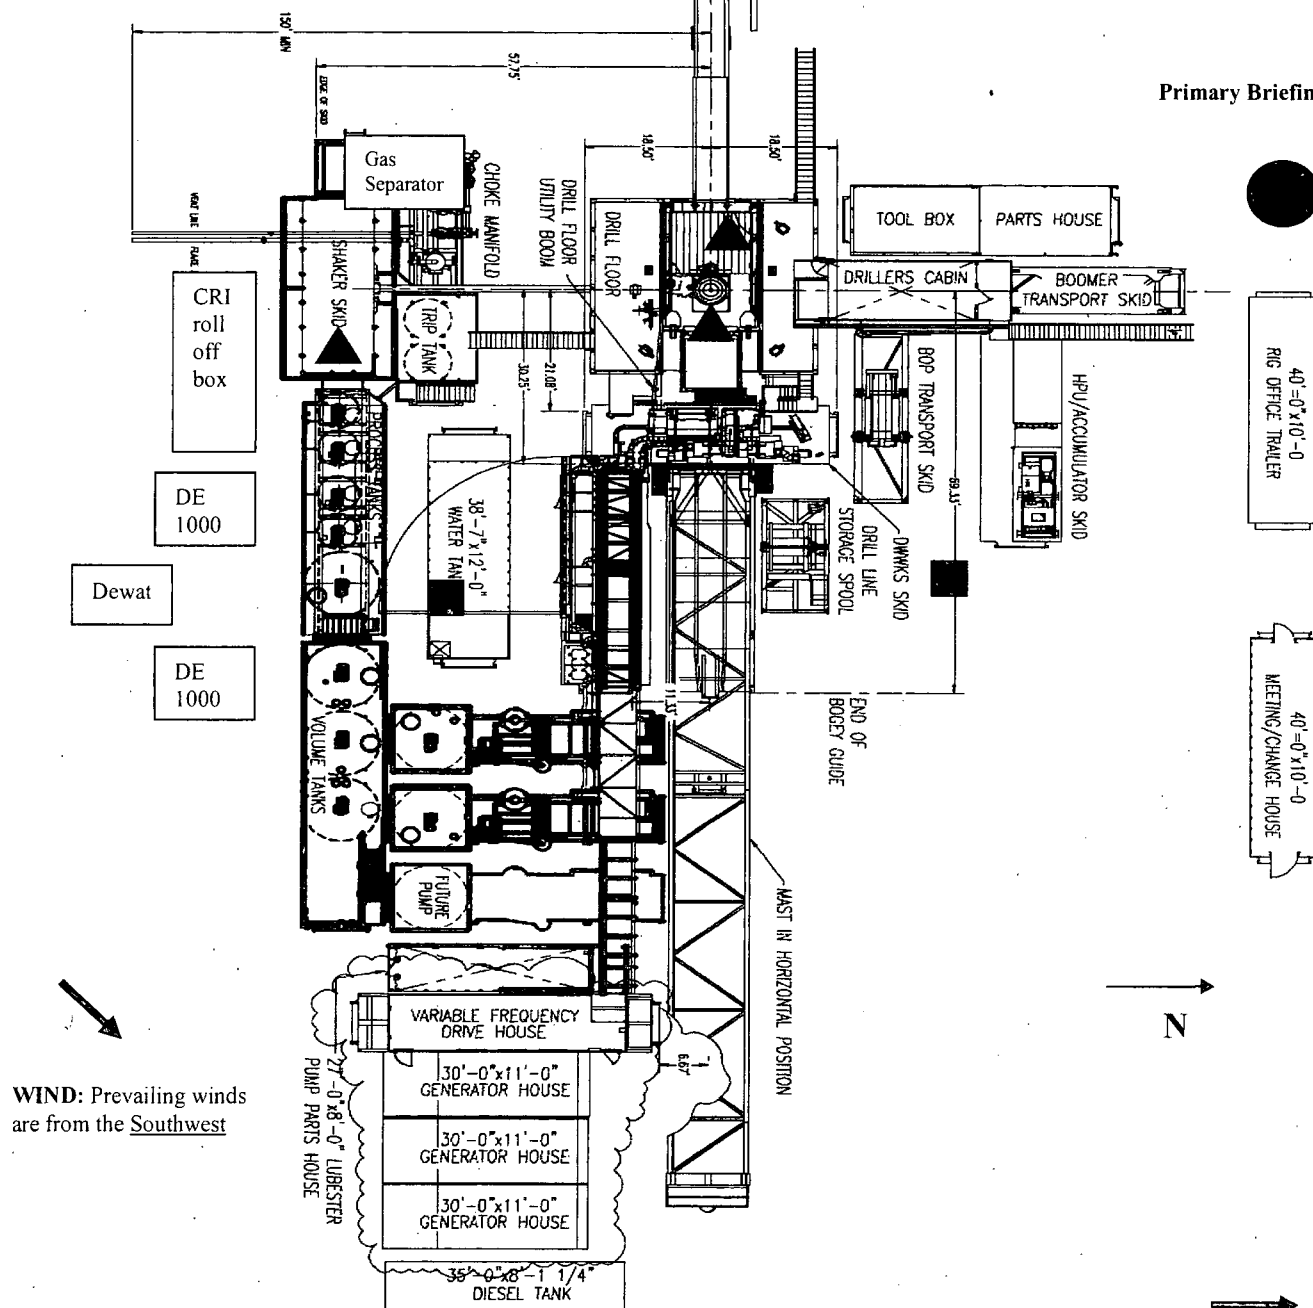 150' MIN
57.75'
EDGE OF SKID
18.50'
18.50'
Primary Briefin
Gas
Separator
CHOKE MANIFOLD
DRILL FLOOR
UTILITY BOOM
DRILL FLOOR
TOOL BOX
PARTS HOUSE
VENT LINE
FLARE
SHAKER SKID
DRILLERS CABIN
BOOMER
TRANSPORT SKID
CRI
roll
off
box
TRIP TANK
21.08'
30.25'
BOP TRANSPORT SKID
HPU/ACCUMULATOR SKID
40'=0"x10'-0
RIG OFFICE TRAILER
PROCESS TANKS
DE
1000
38'-7"x12'-0"
WATER TAN
69.33'
DRILL LINE
STORAGE SPOOL
DWWKS SKID
Dewat
DE
1000
VOLUME TANKS
11.33'
END OF
BOGEY GUIDE
40'=0"x10'-0
MEETING/CHANGE HOUSE
FUTURE
PUMP
MAST IN HORIZONTAL POSITION
N
VARIABLE FREQUENCY
DRIVE HOUSE
6.67'
WIND: Prevailing winds
are from the Southwest
27'-0"x8'-0" LUBESTER
PUMP PARTS HOUSE
30'-0"x11'-0"
GENERATOR HOUSE
30'-0"x11'-0"
GENERATOR HOUSE
30'-0"x11'-0"
GENERATOR HOUSE
35'-0"x8'-1 1/4"
DIESEL TANK